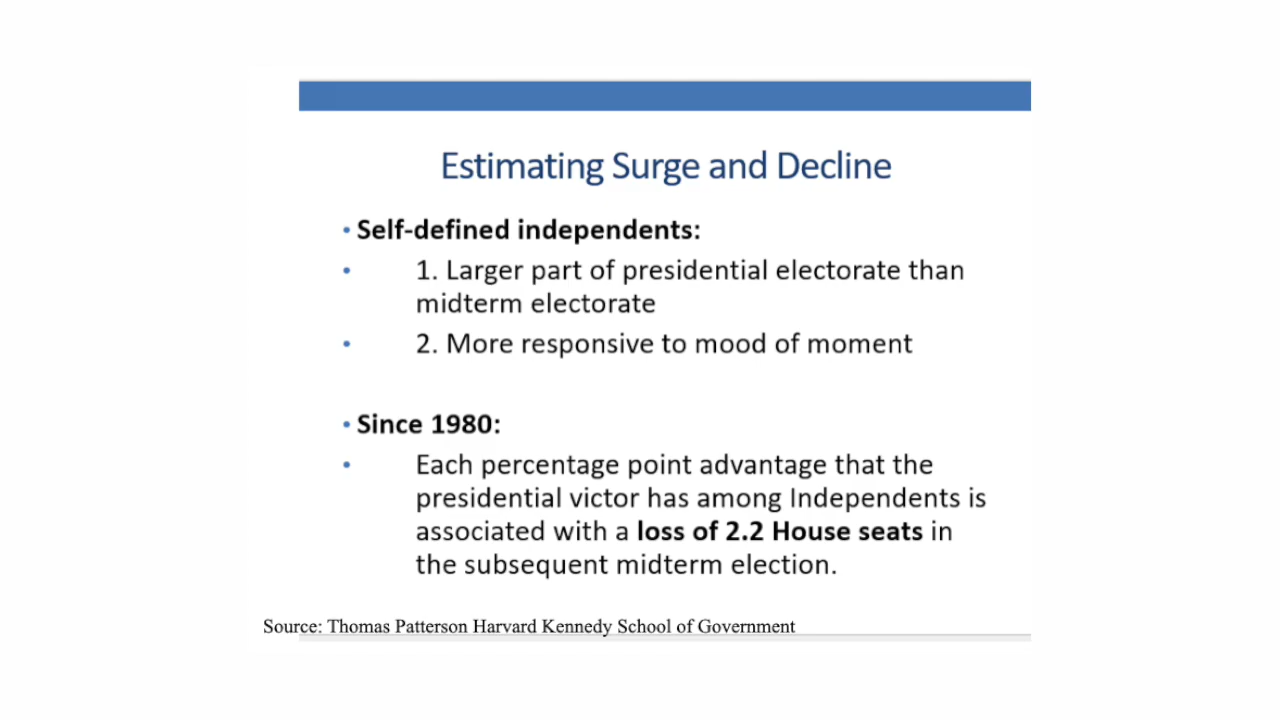 Estimating Surge and Decline
• Self-defined independents:
• 1. Larger part of presidential electorate than
midterm electorate
• 2. More responsive to mood of moment
• Since 1980:
• Each percentage point advantage that the
presidential victor has among Independents is
associated with a loss of 2.2 House seats in
the subsequent midterm election.
Source: Thomas Patterson Harvard Kennedy School of Government